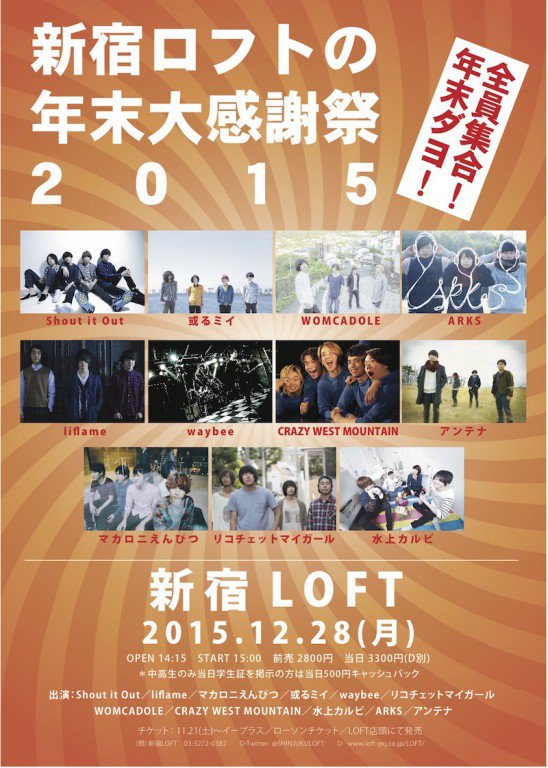 新宿ロフトの
年末大感謝祭
2015
全員集合！
年末ダヨ！
Shout it Out
或るミイ
WOMCADOLE
ARKS
liflame
waybee
CRAZY WEST MOUNTAIN
アンテナ
マカロニえんぴつ
リコチェットマイガール
水上カルビ
新宿 LOFT
2015.12.28(月)
OPEN 14:15 START 15:00 前売 2800円 当日 3300円(D別)
＊中高生のみ当日学生証を掲示の方は当日500円キャッシュバック
出演：Shout it Out／liflame／マカロニえんぴつ／或るミイ／waybee／リコチェットマイガール
WOMCADOLE／CRAZY WEST MOUNTAIN／水上カルビ／ARKS／アンテナ
チケット：11.21(土)〜イープラス／ローソンチケット／LOFT店頭にて発売
(問)新宿LOFT 03-5272-0382 ▷Twitter @SHINJUKULOFT ▷ www.loft-prj.co.jp/LOFT/